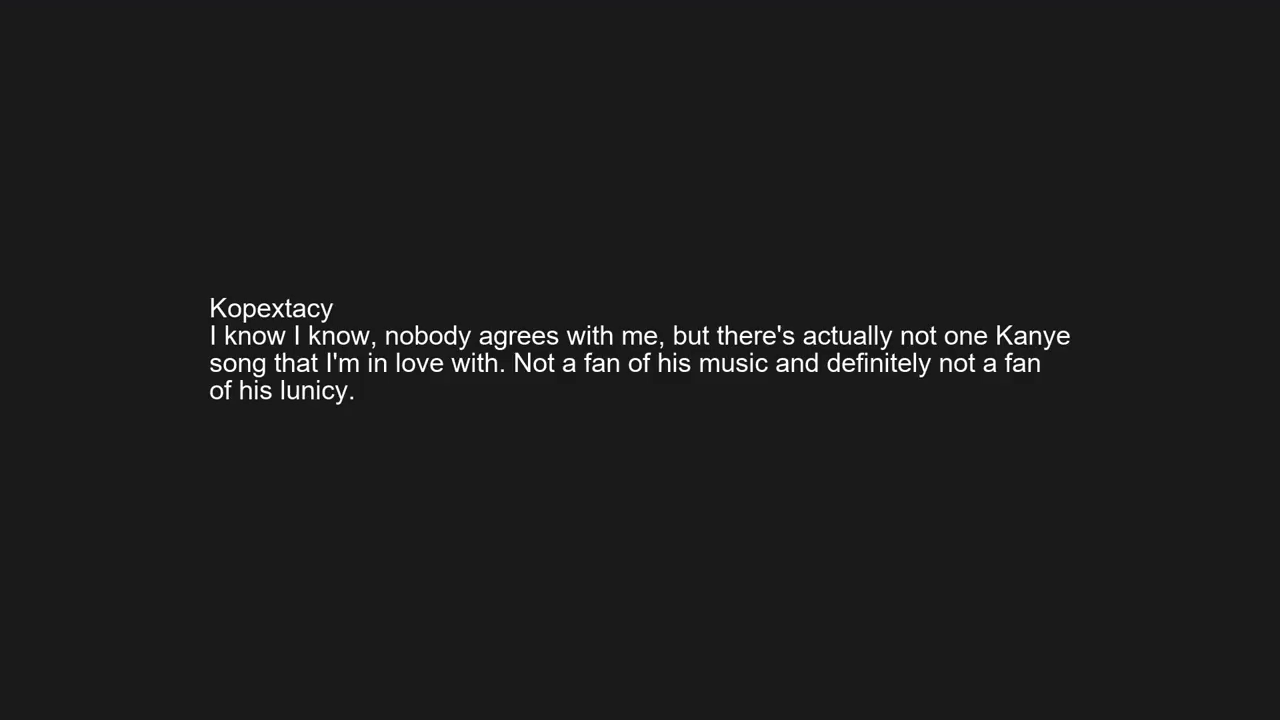 Kopextacy
I know I know, nobody agrees with me, but there's actually not one Kanye
song that I'm in love with. Not a fan of his music and definitely not a fan
of his lunicy.